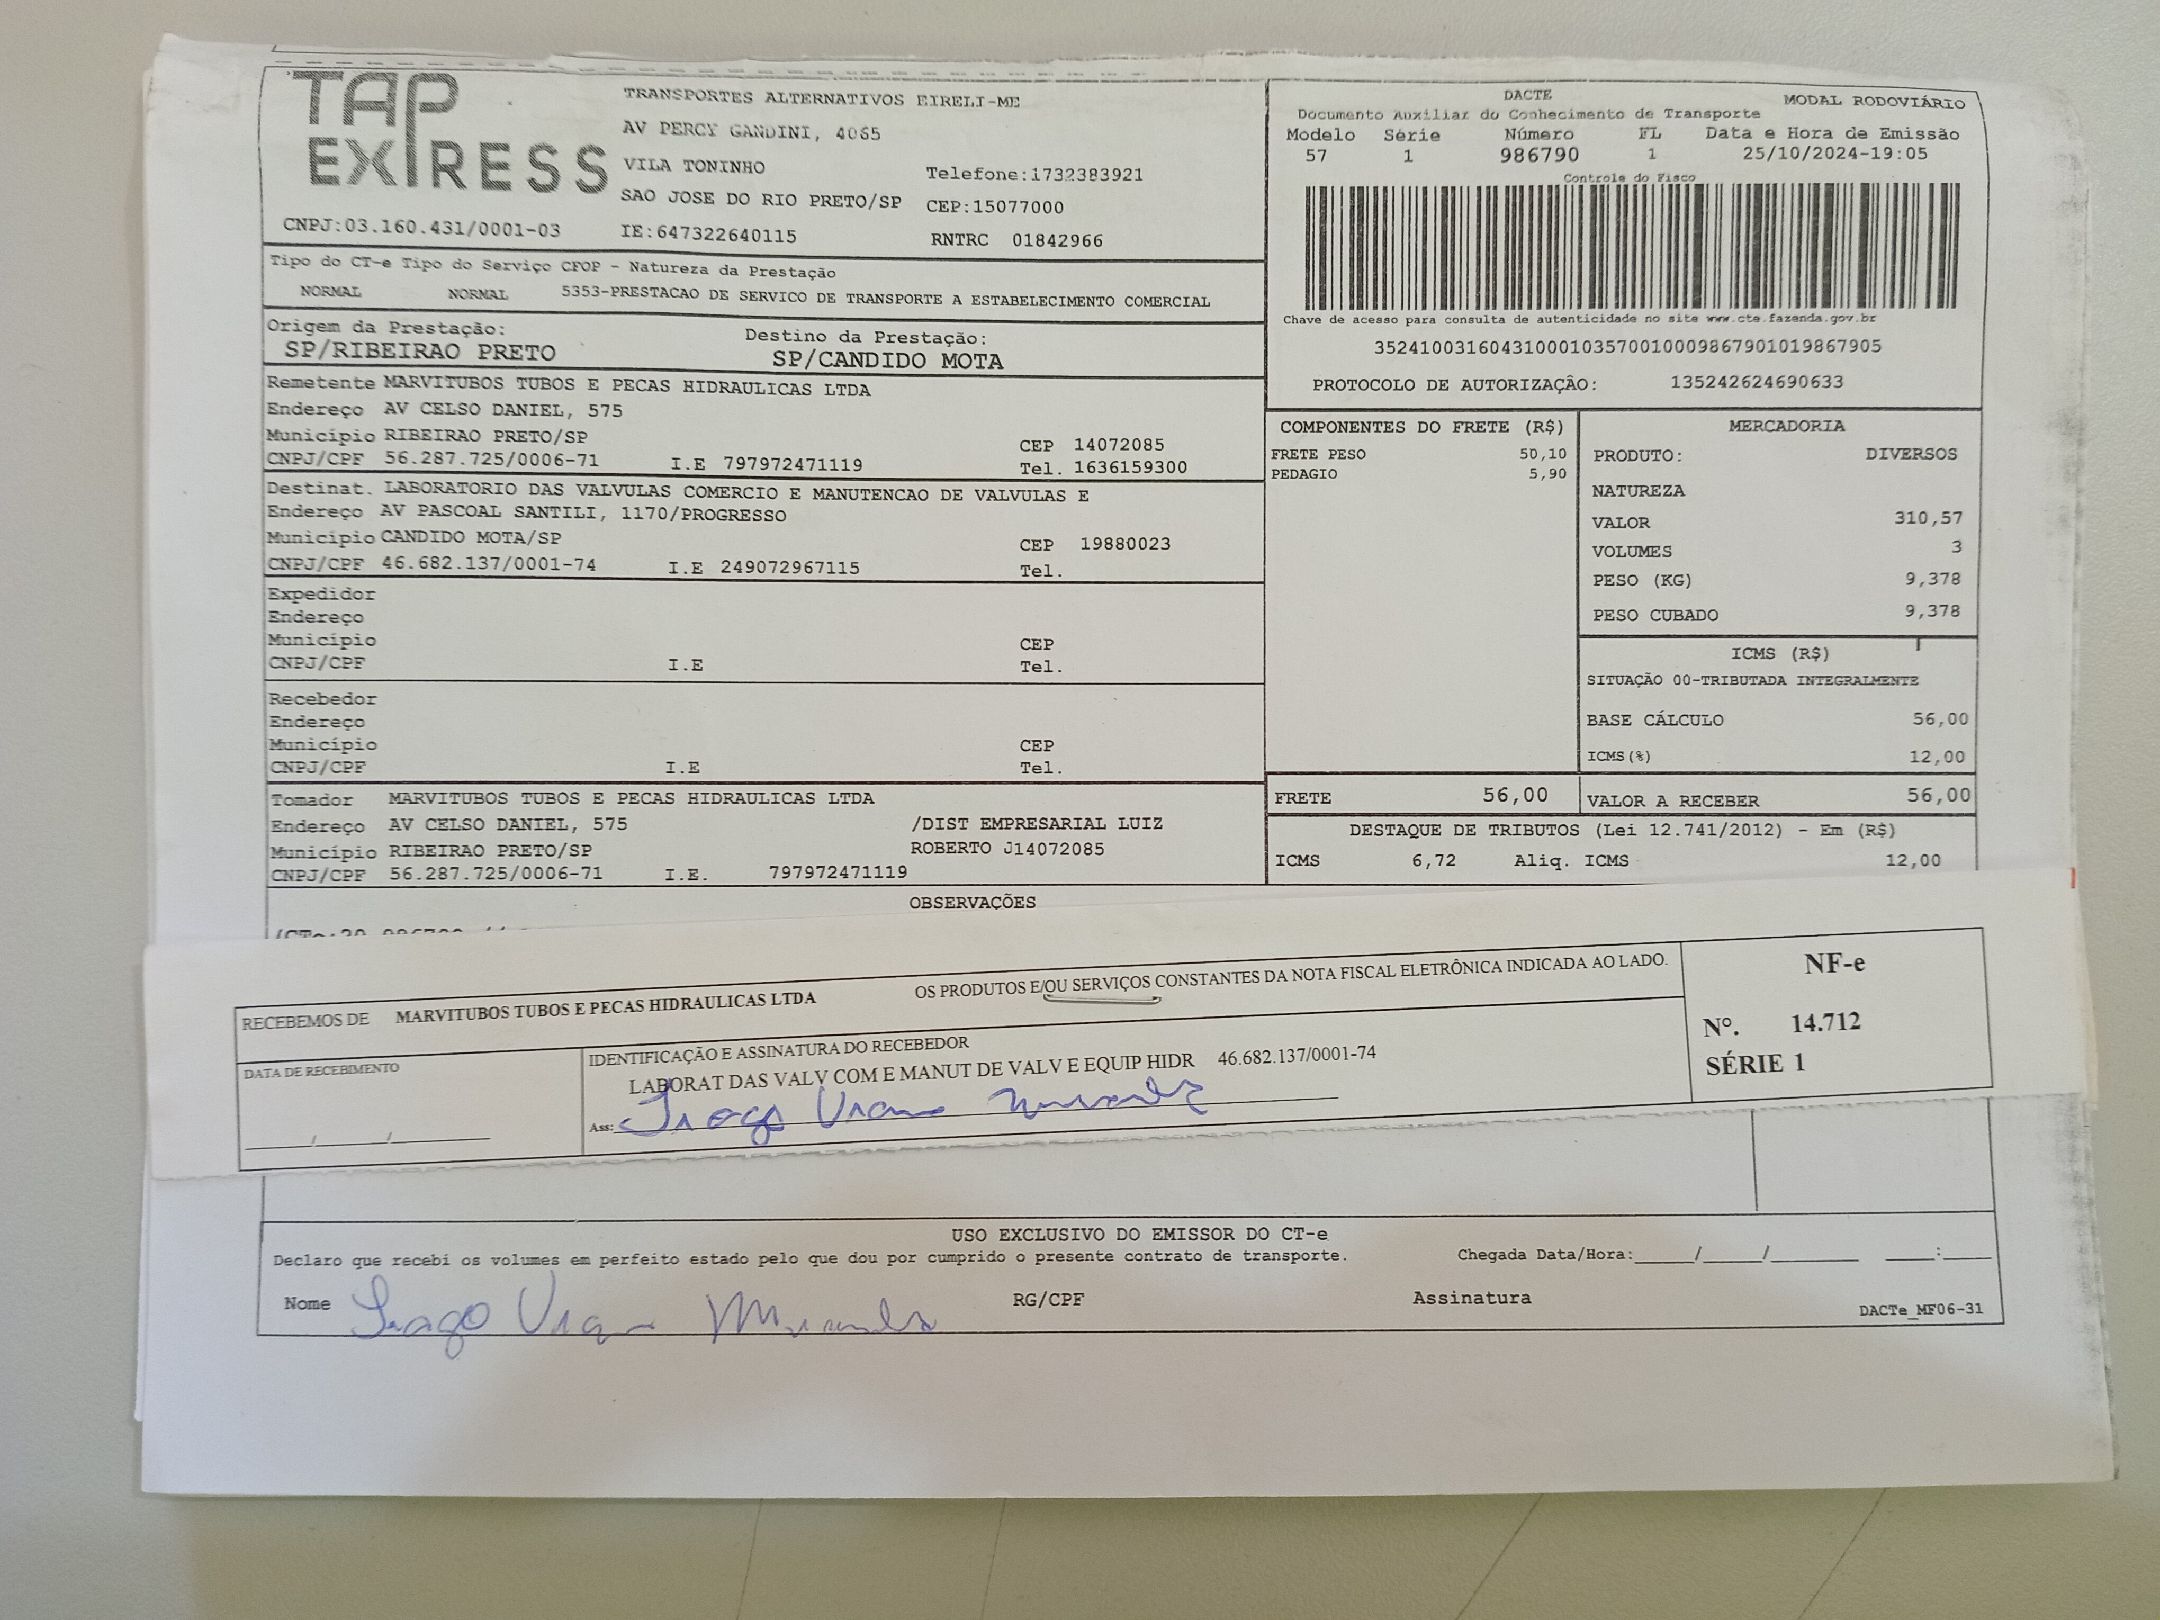 TAP EXPRESS
TRANSPORTES ALTERNATIVOS EIRELI-ME
AV PERCY GANDINI, 4065
VILA TONINHO Telefone:1732383921
SAO JOSE DO RIO PRETO/SP CEP:15077000
CNPJ:03.160.431/0001-03 IE:647322640115 RNTRC 01842966
DACTE MODAL RODOVIÁRIO
Documento Auxiliar do Conhecimento de Transporte
Modelo Série Número FL Data e Hora de Emissão
57 1 986790 1 25/10/2024-19:05
Controle do Fisco
Chave de acesso para consulta de autenticidade no site www.cte.fazenda.gov.br
35241003160431000103570010009867901019867905
PROTOCOLO DE AUTORIZAÇÃO: 135242624690633
Tipo do CT-e Tipo do Serviço CFOP - Natureza da Prestação
NORMAL NORMAL 5353-PRESTACAO DE SERVICO DE TRANSPORTE A ESTABELECIMENTO COMERCIAL
Origem da Prestação: Destino da Prestação:
SP/RIBEIRAO PRETO SP/CANDIDO MOTA
Remetente MARVITUBOS TUBOS E PECAS HIDRAULICAS LTDA
Endereço AV CELSO DANIEL, 575
Município RIBEIRAO PRETO/SP CEP 14072085
CNPJ/CPF 56.287.725/0006-71 I.E 797972471119 Tel. 1636159300
Destinat. LABORATORIO DAS VALVULAS COMERCIO E MANUTENCAO DE VALVULAS E
Endereço AV PASCOAL SANTILI, 1170/PROGRESSO
Município CANDIDO MOTA/SP CEP 19880023
CNPJ/CPF 46.682.137/0001-74 I.E 249072967115 Tel.
Expedidor
Endereço
Município CEP
CNPJ/CPF I.E Tel.
Recebedor
Endereço
Município CEP
CNPJ/CPF I.E Tel.
Tomador MARVITUBOS TUBOS E PECAS HIDRAULICAS LTDA
Endereço AV CELSO DANIEL, 575 /DIST EMPRESARIAL LUIZ
Município RIBEIRAO PRETO/SP ROBERTO J14072085
CNPJ/CPF 56.287.725/0006-71 I.E. 797972471119
COMPONENTES DO FRETE (R$)
FRETE PESO 50,10
PEDAGIO 5,90
MERCADORIA
PRODUTO: DIVERSOS
NATUREZA
VALOR 310,57
VOLUMES 3
PESO (KG) 9,378
PESO CUBADO 9,378
ICMS (R$)
SITUAÇÃO 00-TRIBUTADA INTEGRALMENTE
BASE CÁLCULO 56,00
ICMS(%) 12,00
FRETE 56,00 VALOR A RECEBER 56,00
DESTAQUE DE TRIBUTOS (Lei 12.741/2012) - Em (R$)
ICMS 6,72 Aliq. ICMS 12,00
OBSERVAÇÕES
RECEBEMOS DE MARVITUBOS TUBOS E PECAS HIDRAULICAS LTDA OS PRODUTOS E/OU SERVIÇOS CONSTANTES DA NOTA FISCAL ELETRÔNICA INDICADA AO LADO.
DATA DE RECEBIMENTO
IDENTIFICAÇÃO E ASSINATURA DO RECEBEDOR
LABORAT DAS VALV COM E MANUT DE VALV E EQUIP HIDR 46.682.137/0001-74
Ass:
NF-e
Nº. 14.712
SÉRIE 1
USO EXCLUSIVO DO EMISSOR DO CT-e
Declaro que recebi os volumes em perfeito estado pelo que dou por cumprido o presente contrato de transporte. Chegada Data/Hora:____/____/______ ____:____
Nome RG/CPF Assinatura
DACTe_MF06-31